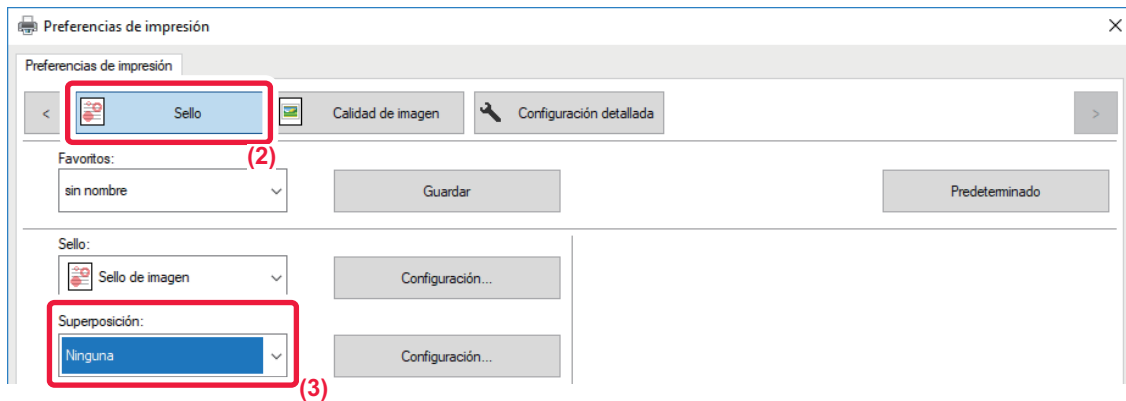 Preferencias de impresión
Preferencias de impresión
< Sello Calidad de imagen Configuración detallada >
(2)
Favoritos:
sin nombre Guardar Predeterminado
Sello:
Sello de imagen Configuración...
Superposición:
Ninguna Configuración...
(3)